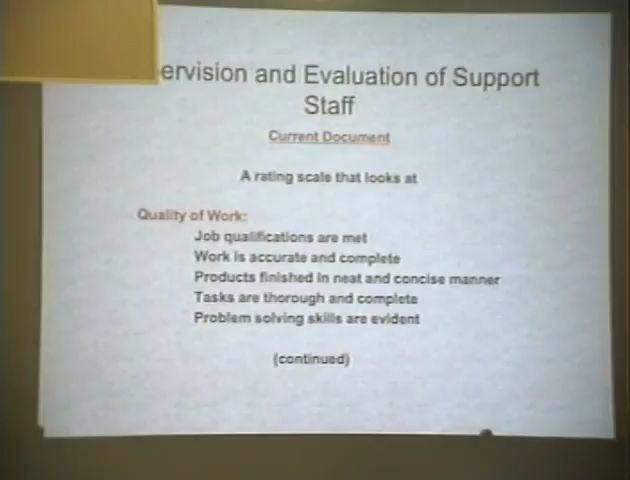 ervision and Evaluation of Support
Staff
Current Document
A rating scale that looks at
Quality of Work:
Job qualifications are met
Work is accurate and complete
Products finished in neat and concise manner
Tasks are thorough and complete
Problem solving skills are evident
(continued)